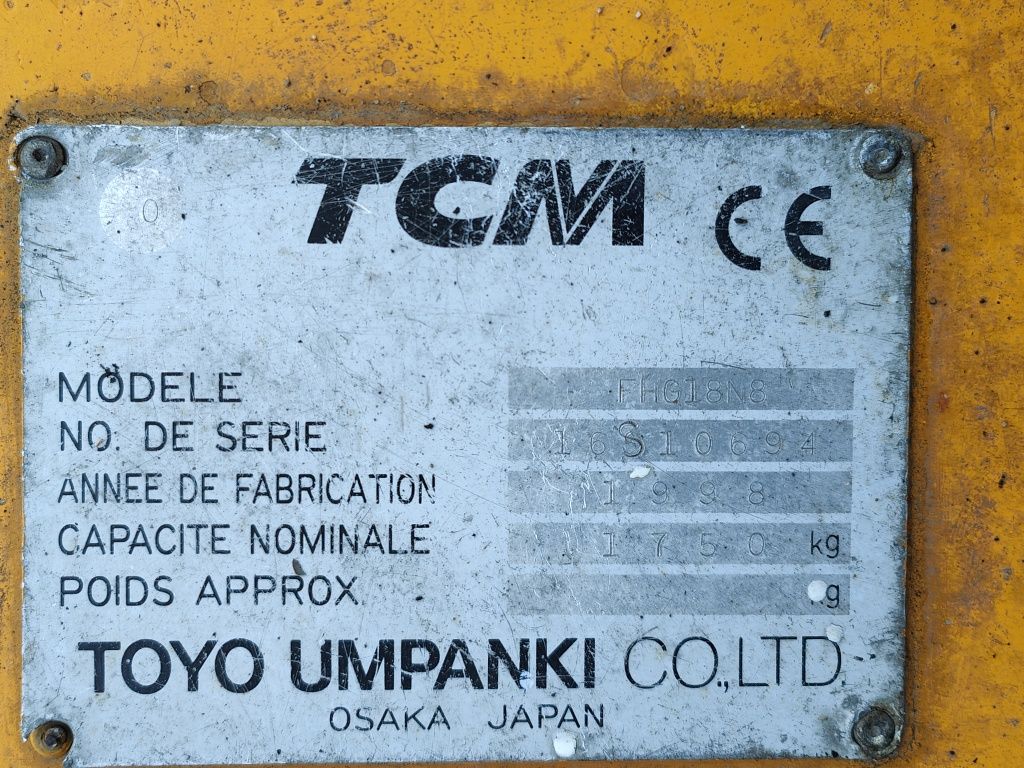 TCM CE
0
MODELE FHG18N8
NO. DE SERIE 16S10694
ANNEE DE FABRICATION 1998
CAPACITE NOMINALE 1750 kg
POIDS APPROX kg
TOYO UMPANKI CO.,LTD.
OSAKA JAPAN